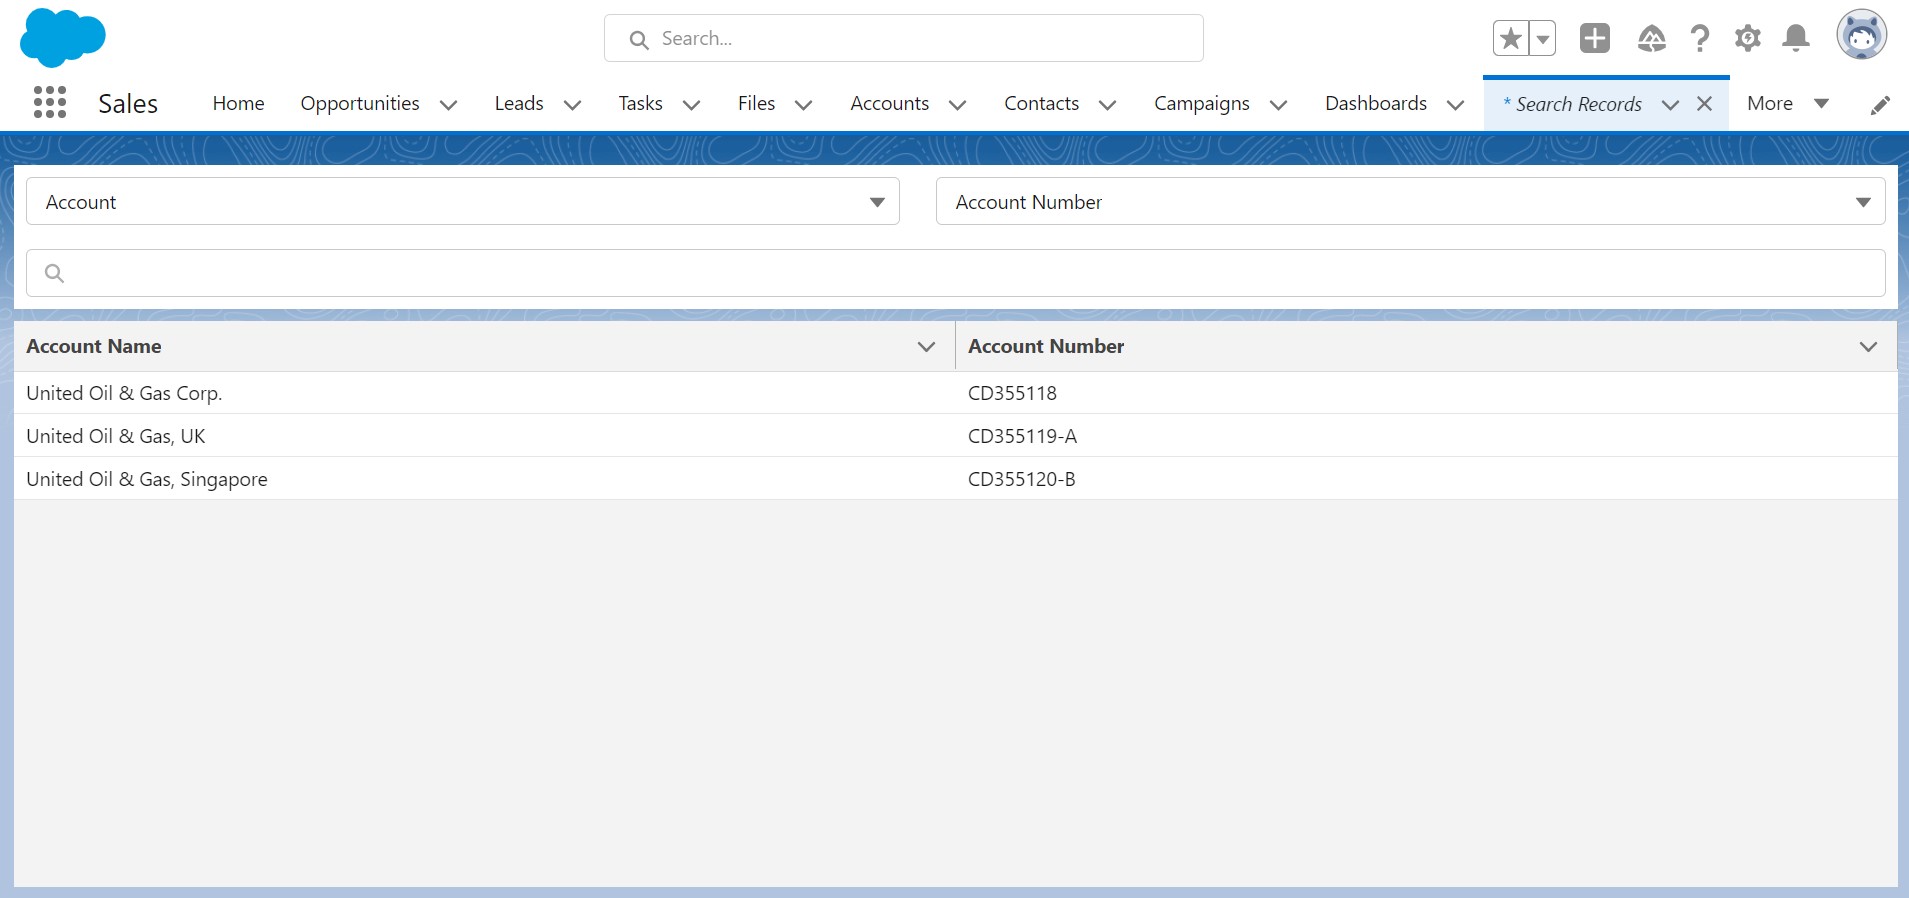 Search...
Sales Home Opportunities Leads Tasks Files Accounts Contacts Campaigns Dashboards * Search Records More
Account Account Number
Account Name Account Number
United Oil & Gas Corp. CD355118
United Oil & Gas, UK CD355119-A
United Oil & Gas, Singapore CD355120-B